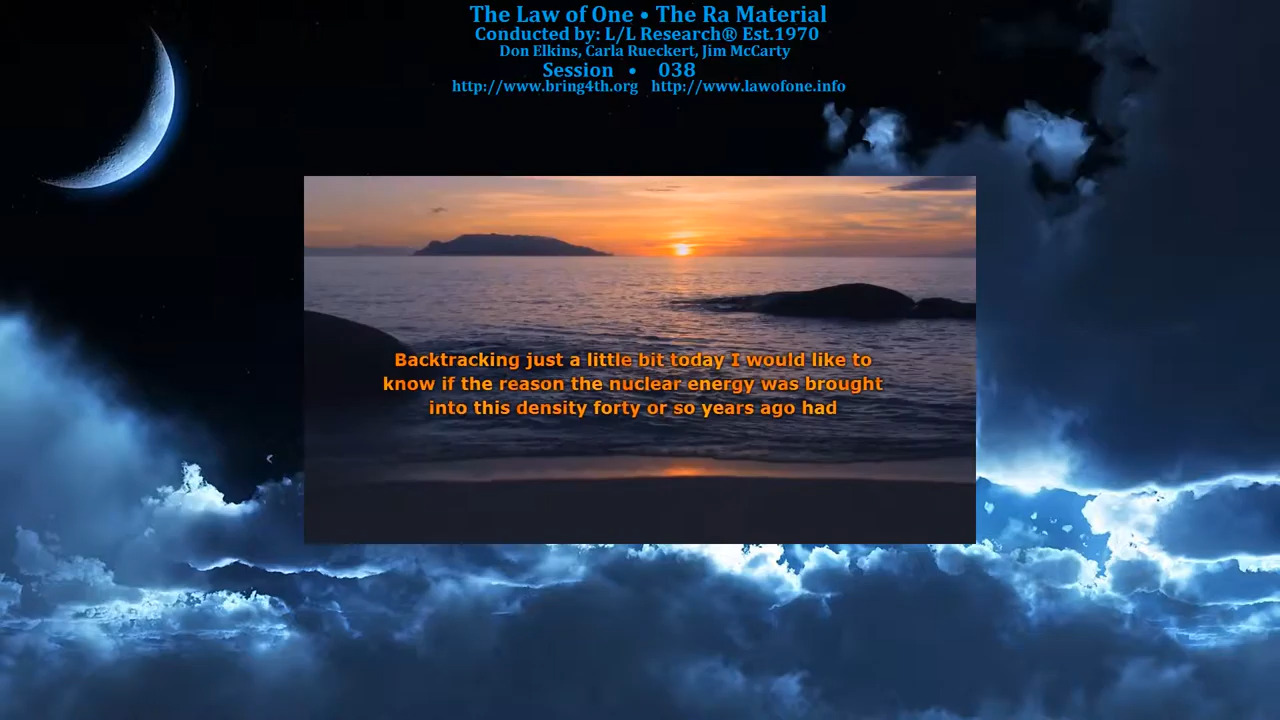 The Law of One • The Ra Material
Conducted by: L/L Research® Est.1970
Don Elkins, Carla Rueckert, Jim McCarty
Session • 038
http://www.bring4th.org http://www.lawofone.info
Backtracking just a little bit today I would like to
know if the reason the nuclear energy was brought
into this density forty or so years ago had